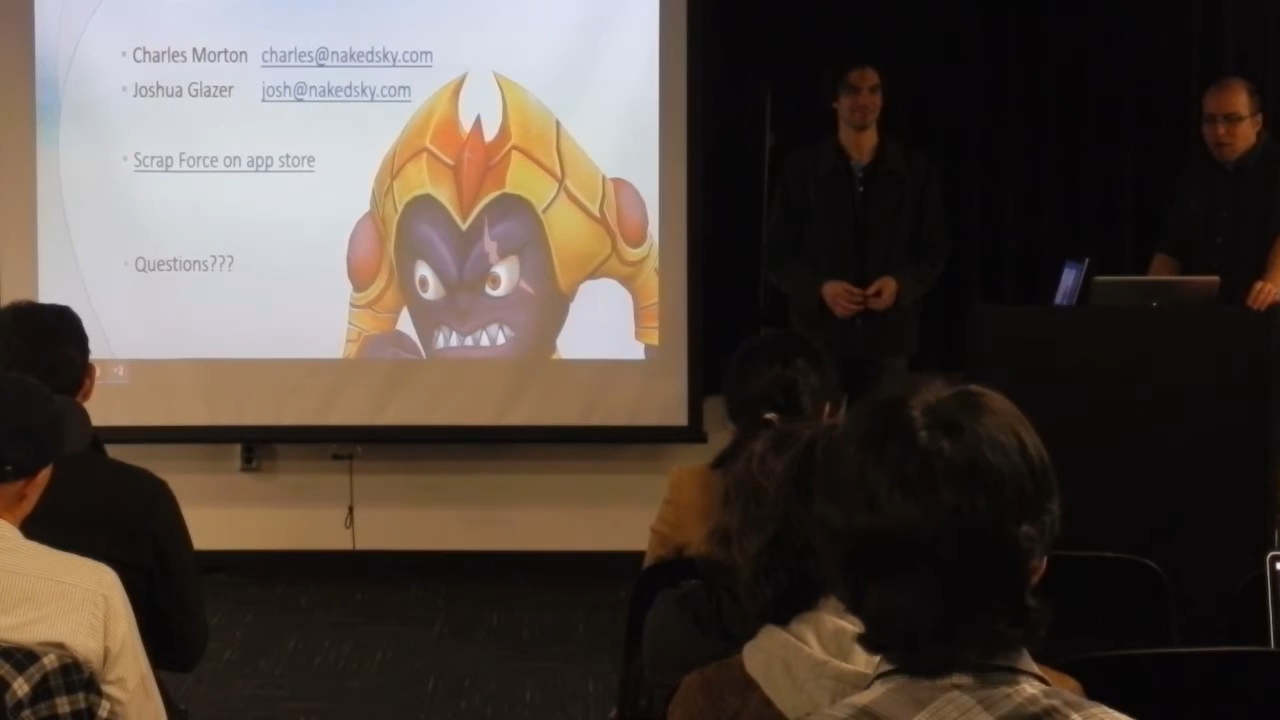 Charles Morton charles@nakedsky.com
Joshua Glazer josh@nakedsky.com
Scrap Force on app store
Questions???